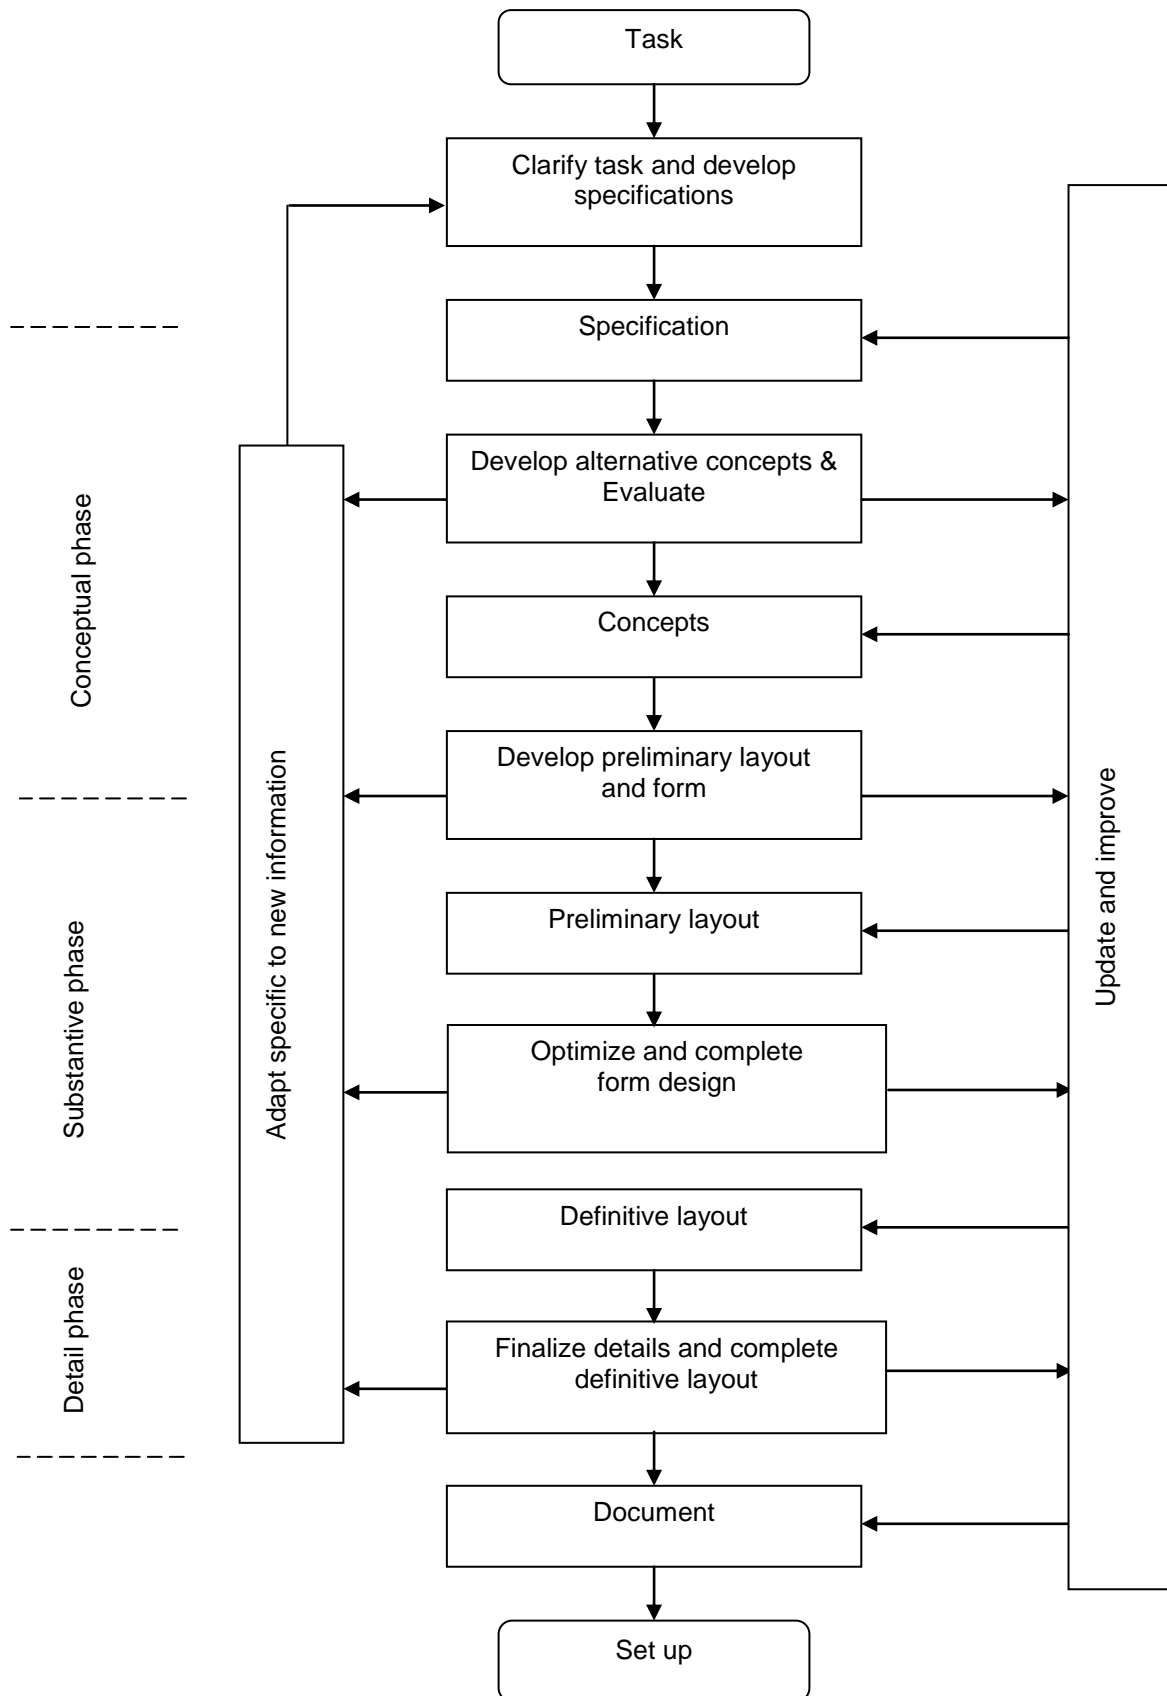 Task
Clarify task and develop
specifications
Specification
Develop alternative concepts &
Evaluate
Concepts
Develop preliminary layout
and form
Preliminary layout
Optimize and complete
form design
Definitive layout
Finalize details and complete
definitive layout
Document
Set up
Conceptual phase
Substantive phase
Detail phase
Adapt specific to new information
Update and improve